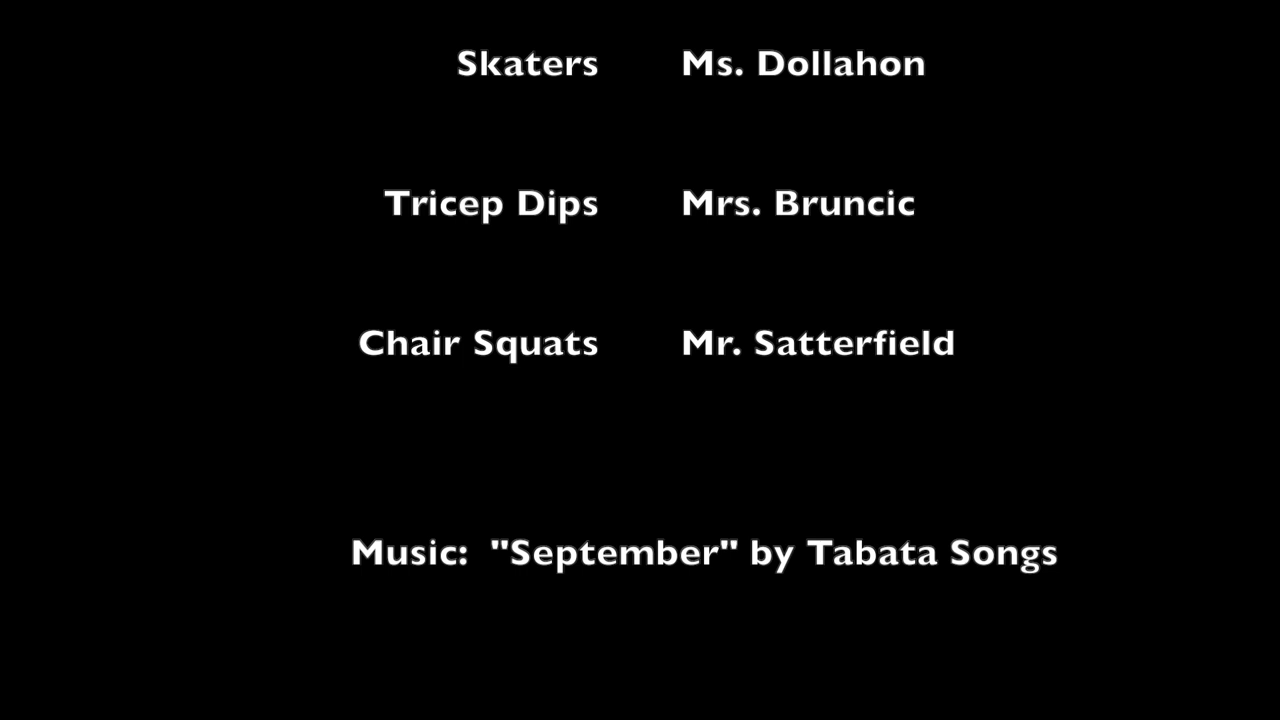 Skaters Ms. Dollahon
Tricep Dips Mrs. Bruncic
Chair Squats Mr. Satterfield
Music: "September" by Tabata Songs